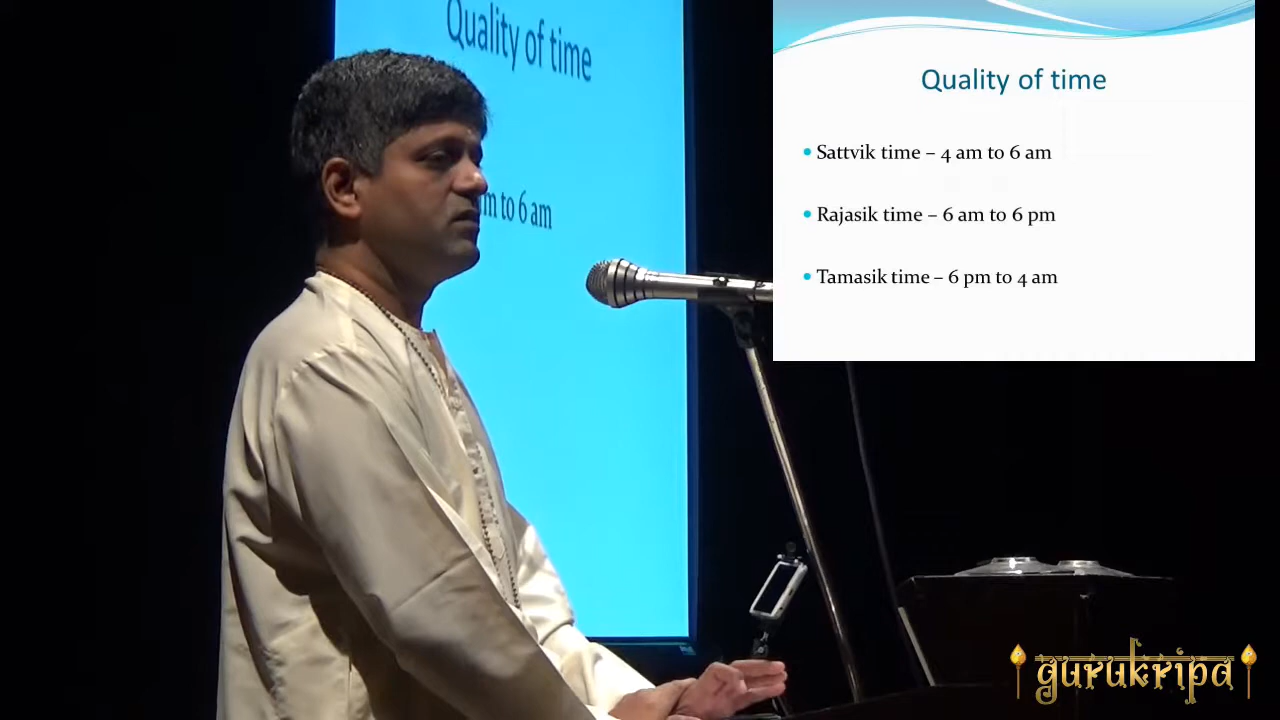 Quality of time
m to 6 am
Quality of time
• Sattvik time – 4 am to 6 am
• Rajasik time – 6 am to 6 pm
• Tamasik time – 6 pm to 4 am
gurukripa